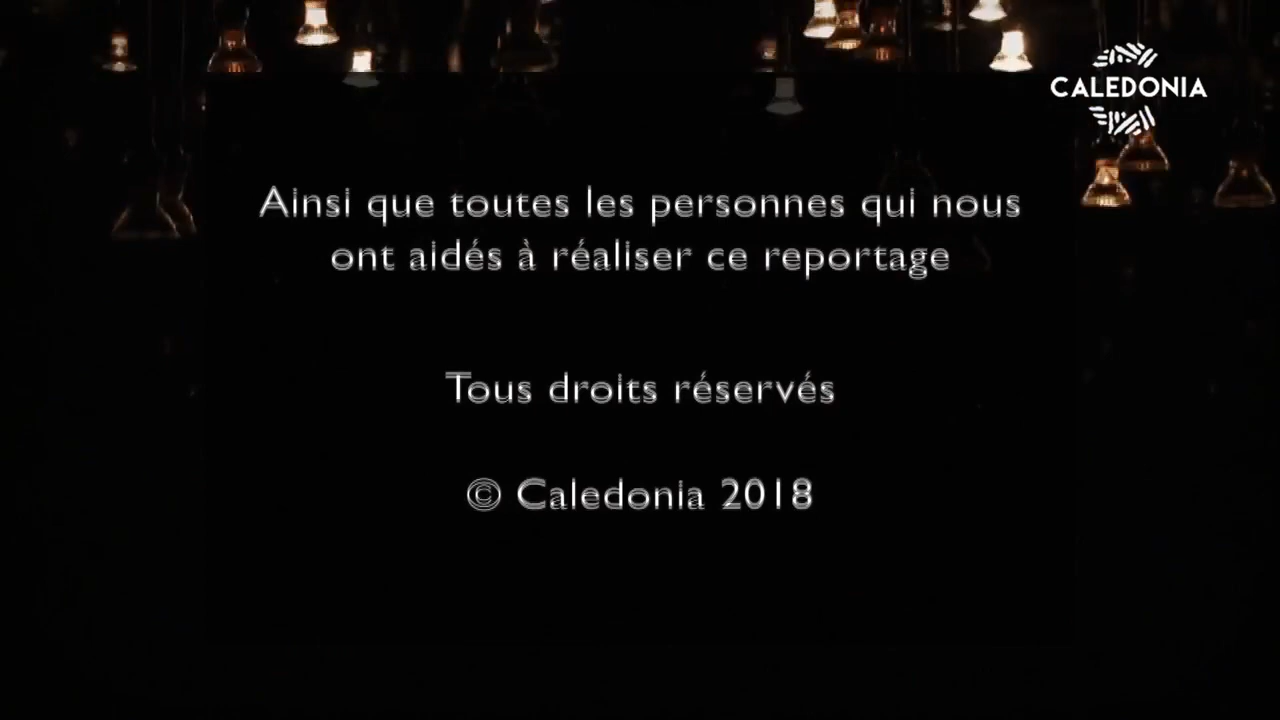 CALEDONIA
Ainsi que toutes les personnes qui nous
ont aidés à réaliser ce reportage
Tous droits réservés
© Caledonia 2018